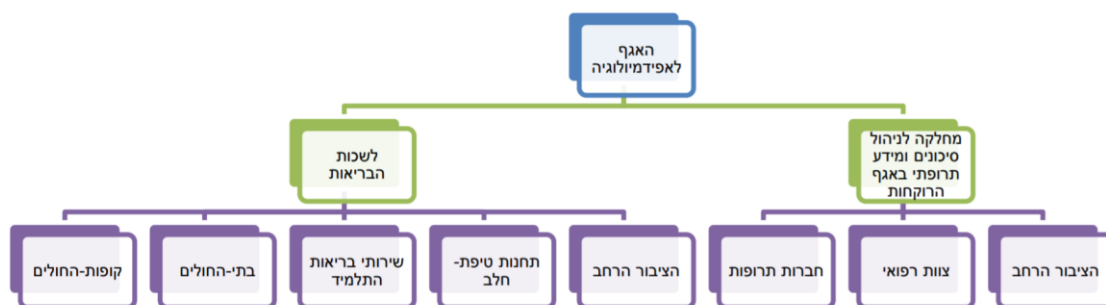 האגף
לאפידמיולוגיה
מחלקה לניהול
סיכונים ומידע
תרופתי באגף
הרוקחות
לשכות
הבריאות
הציבור הרחב
צוות רפואי
חברות תרופות
הציבור הרחב
תחנות טיפת-
חלב
שירותי בריאות
התלמיד
בתי-החולים
קופות-החולים